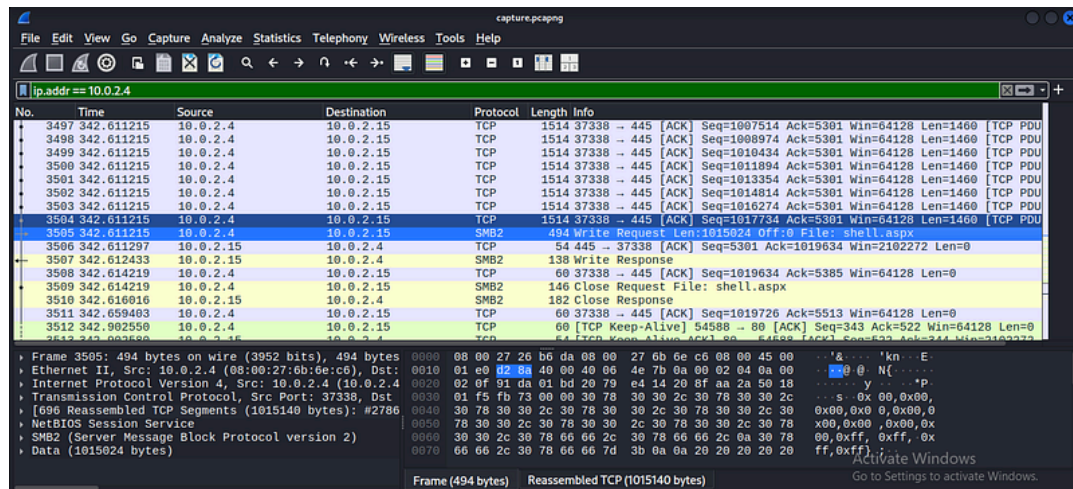 capture.pcapng
File Edit View Go Capture Analyze Statistics Telephony Wireless Tools Help
ip.addr == 10.0.2.4
No. Time Source Destination Protocol Length Info
3497 342.611215 10.0.2.4 10.0.2.15 TCP 1514 37338 → 445 [ACK] Seq=1007514 Ack=5301 Win=64128 Len=1460 [TCP PDU
3498 342.611215 10.0.2.4 10.0.2.15 TCP 1514 37338 → 445 [ACK] Seq=1008974 Ack=5301 Win=64128 Len=1460 [TCP PDU
3499 342.611215 10.0.2.4 10.0.2.15 TCP 1514 37338 → 445 [ACK] Seq=1010434 Ack=5301 Win=64128 Len=1460 [TCP PDU
3500 342.611215 10.0.2.4 10.0.2.15 TCP 1514 37338 → 445 [ACK] Seq=1011894 Ack=5301 Win=64128 Len=1460 [TCP PDU
3501 342.611215 10.0.2.4 10.0.2.15 TCP 1514 37338 → 445 [ACK] Seq=1013354 Ack=5301 Win=64128 Len=1460 [TCP PDU
3502 342.611215 10.0.2.4 10.0.2.15 TCP 1514 37338 → 445 [ACK] Seq=1014814 Ack=5301 Win=64128 Len=1460 [TCP PDU
3503 342.611215 10.0.2.4 10.0.2.15 TCP 1514 37338 → 445 [ACK] Seq=1016274 Ack=5301 Win=64128 Len=1460 [TCP PDU
3504 342.611215 10.0.2.4 10.0.2.15 TCP 1514 37338 → 445 [ACK] Seq=1017734 Ack=5301 Win=64128 Len=1460 [TCP PDU
3505 342.611215 10.0.2.4 10.0.2.15 SMB2 494 Write Request Len:1015024 Off:0 File: shell.aspx
3506 342.611297 10.0.2.15 10.0.2.4 TCP 54 445 → 37338 [ACK] Seq=5301 Ack=1019634 Win=2102272 Len=0
3507 342.612433 10.0.2.15 10.0.2.4 SMB2 138 Write Response
3508 342.614219 10.0.2.4 10.0.2.15 TCP 60 37338 → 445 [ACK] Seq=1019634 Ack=5385 Win=64128 Len=0
3509 342.614219 10.0.2.4 10.0.2.15 SMB2 146 Close Request File: shell.aspx
3510 342.616016 10.0.2.15 10.0.2.4 SMB2 182 Close Response
3511 342.659403 10.0.2.4 10.0.2.15 TCP 60 37338 → 445 [ACK] Seq=1019726 Ack=5513 Win=64128 Len=0
3512 342.902550 10.0.2.4 10.0.2.15 TCP 60 [TCP Keep-Alive] 54588 → 80 [ACK] Seq=343 Ack=522 Win=64128 Len=0
Frame 3505: 494 bytes on wire (3952 bits), 494 bytes 0000 08 00 27 26 b6 da 08 00 27 6b 6e c6 08 00 45 00 ··'&···· 'kn···E·
Ethernet II, Src: 10.0.2.4 (08:00:27:6b:6e:c6), Dst: 0010 01 e0 d2 8a 40 00 40 06 4e 7b 0a 00 02 04 0a 00 ····@·@· N{······
Internet Protocol Version 4, Src: 10.0.2.4 (10.0.2.4 0020 02 0f 91 da 01 bd 20 79 e4 14 20 8f aa 2a 50 18 ······ y ·· ··*P·
Transmission Control Protocol, Src Port: 37338, Dst 0030 01 f5 fb 73 00 00 30 78 30 30 2c 30 78 30 30 2c ···s··0x 00,0x00,
[696 Reassembled TCP Segments (1015140 bytes): #2786 0040 30 78 30 30 2c 30 78 30 30 2c 30 78 30 30 2c 30 0x00,0x0 0,0x00,0
NetBIOS Session Service 0050 78 30 30 2c 30 78 30 30 2c 30 78 30 30 2c 30 78 x00,0x00 ,0x00,0x
SMB2 (Server Message Block Protocol version 2) 0060 30 30 2c 30 78 66 66 2c 30 78 66 66 2c 0a 30 78 00,0xff, 0xff,·0x
Data (1015024 bytes) 0070 66 66 2c 30 78 66 66 7d 3b 0a 0a 20 20 20 20 20 ff,0xff} ;··
Activate Windows
Go to Settings to activate Windows.
Frame (494 bytes) Reassembled TCP (1015140 bytes)